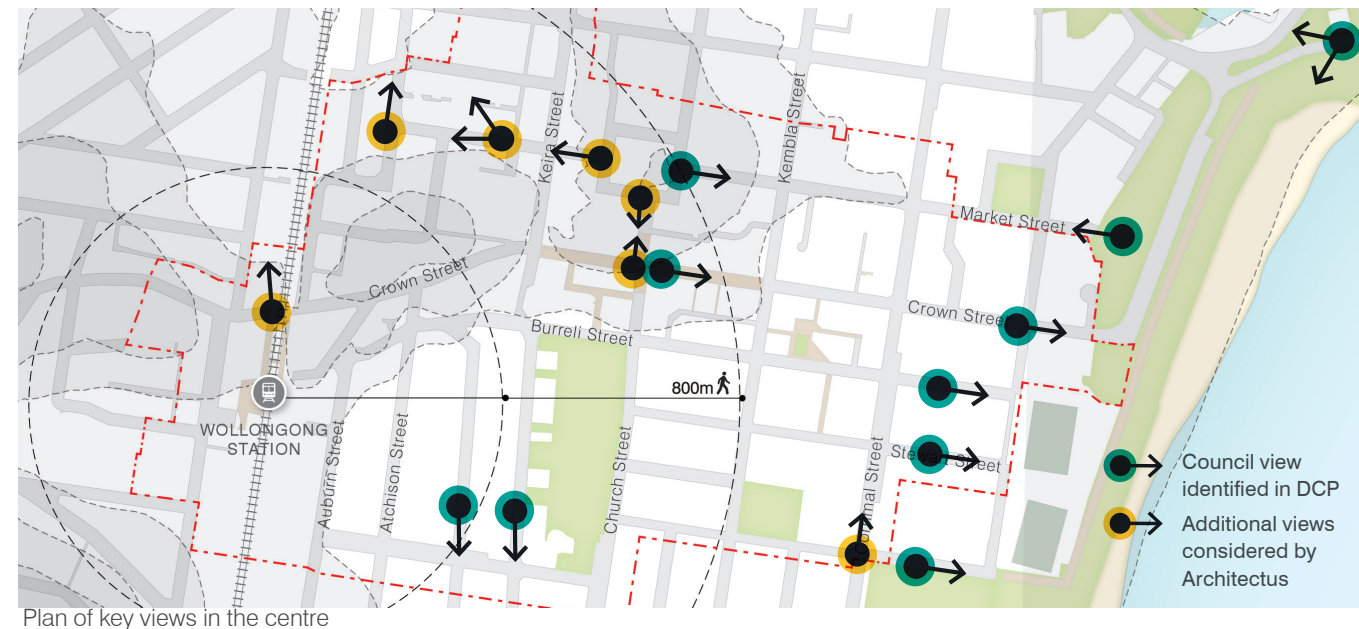 Keira Street
Kembla Street
Market Street
Crown Street
Crown Street
Burrell Street
800m
WOLLONGONG
STATION
Auburn Street
Atchison Street
Church Street
Stewart Street
Corrimal Street
Council view
identified in DCP
Additional views
considered by
Architectus
Plan of key views in the centre